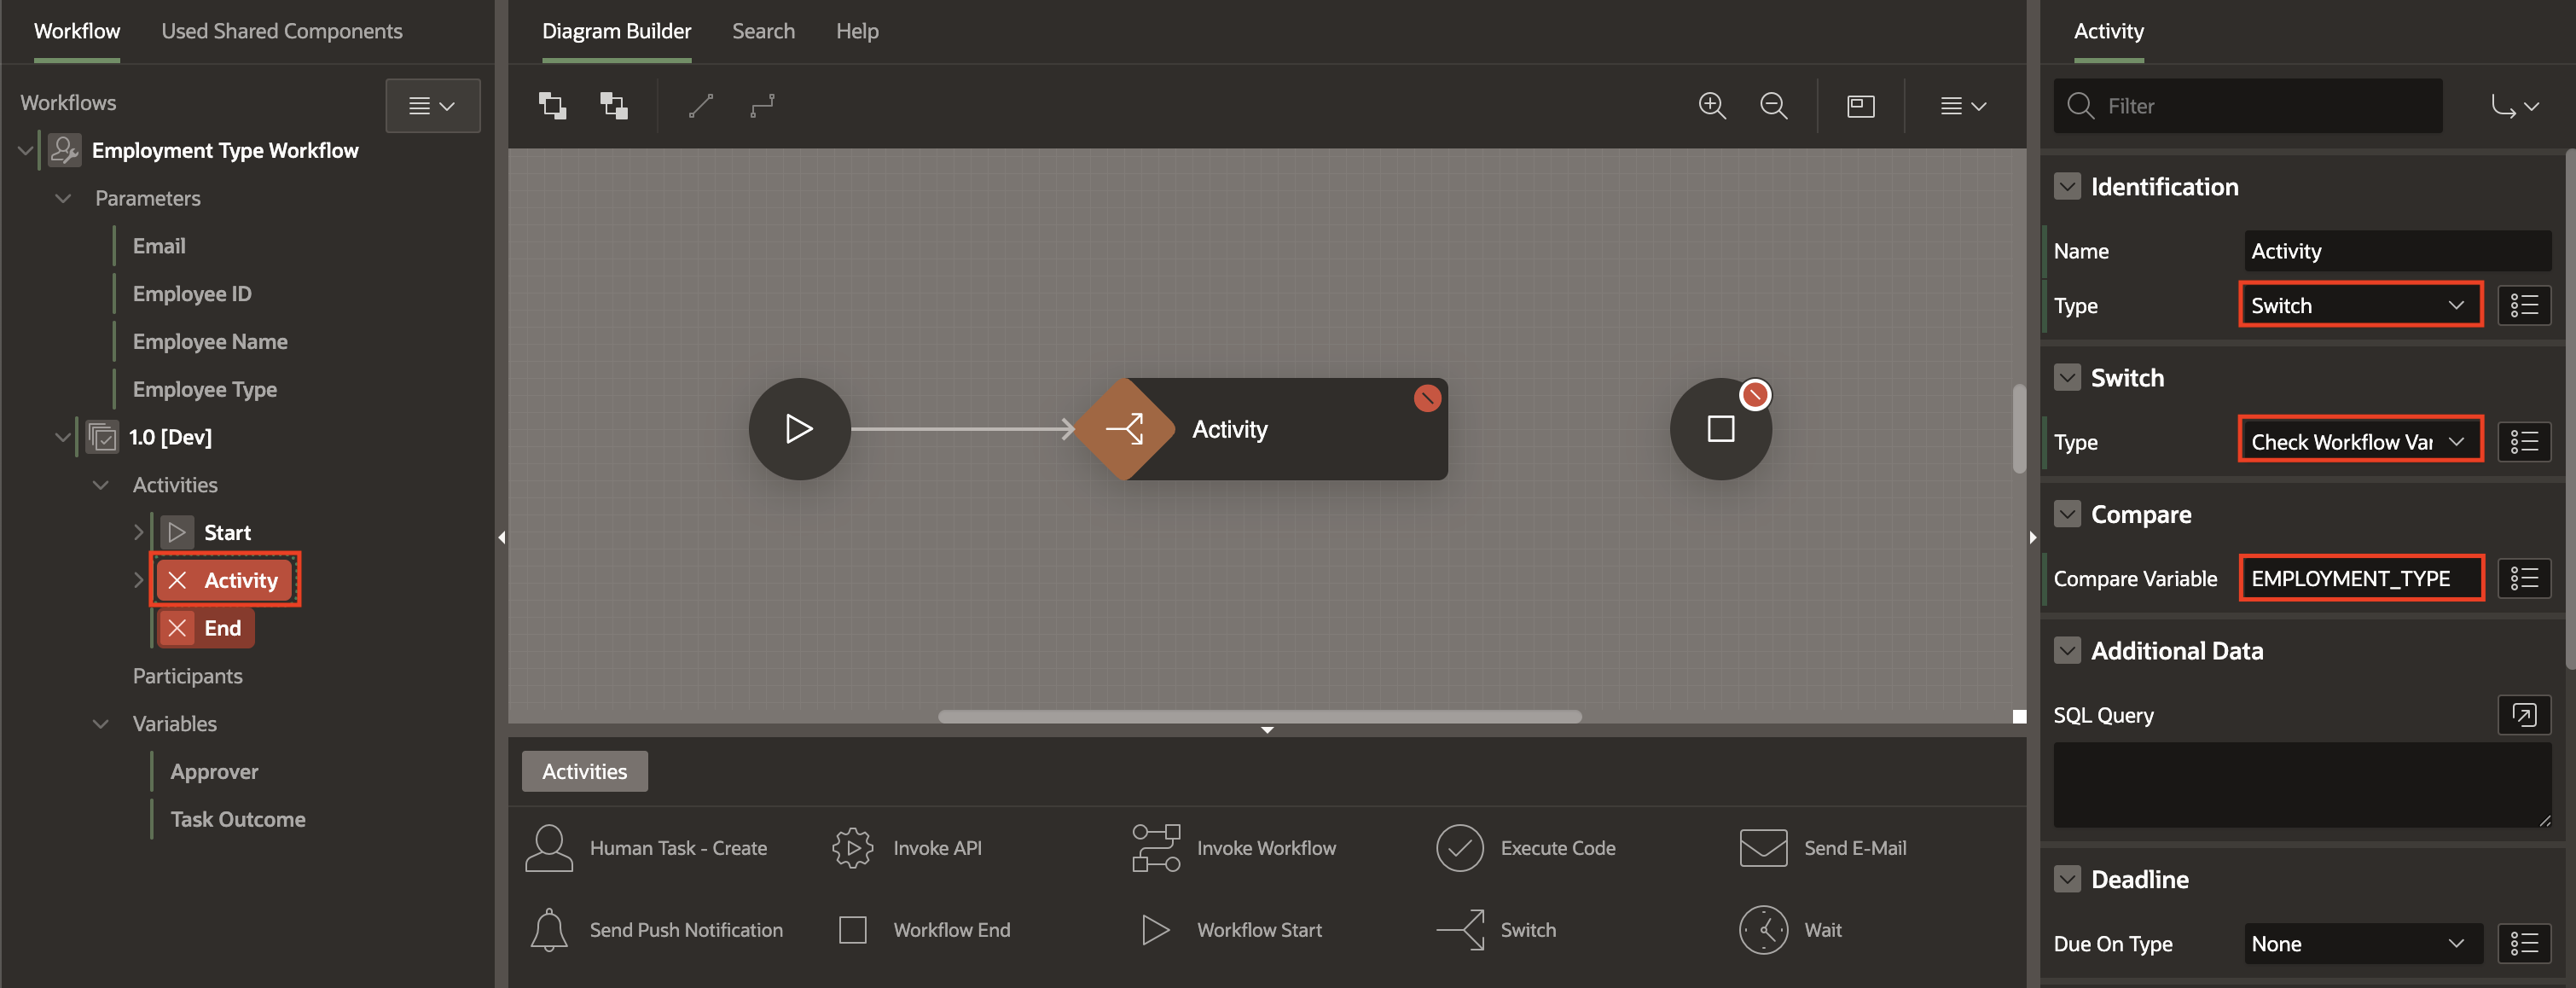 Workflow
Used Shared Components
Workflows
Employment Type Workflow
Parameters
Email
Employee ID
Employee Name
Employee Type
1.0 [Dev]
Activities
Start
Activity
End
Participants
Variables
Approver
Task Outcome
Diagram Builder
Search
Help
Activity
Activities
Human Task - Create
Invoke API
Invoke Workflow
Execute Code
Send E-Mail
Send Push Notification
Workflow End
Workflow Start
Switch
Wait
Activity
Filter
Identification
Name
Activity
Type
Switch
Switch
Type
Check Workflow Var
Compare
Compare Variable
EMPLOYMENT_TYPE
Additional Data
SQL Query
Deadline
Due On Type
None